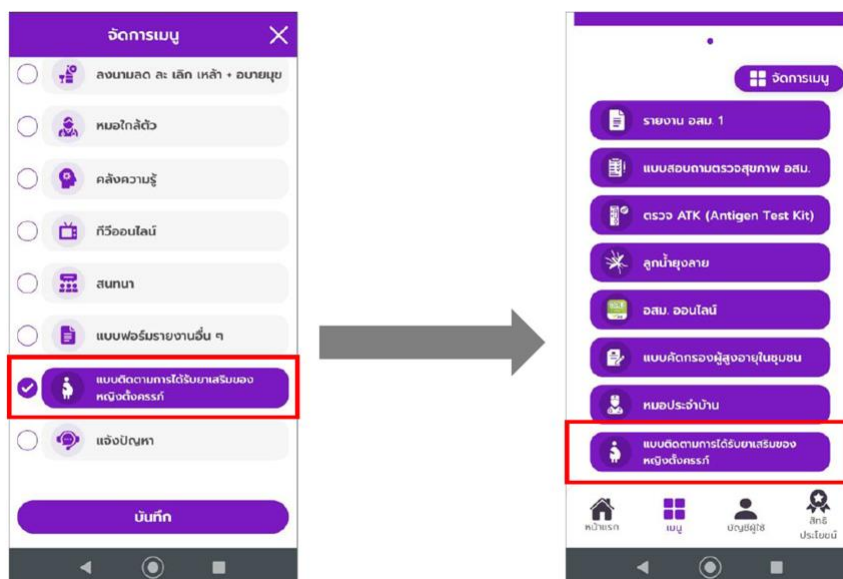 จัดการเมนู
ลงนามลด ละ เลิก เหล้า + อบายมุข
หมอใกล้ตัว
คลังความรู้
ทีวีออนไลน์
สนทนา
แบบฟอร์มรายงานอื่น ๆ
แบบติดตามการได้รับยาเสริมของ
หญิงตั้งครรภ์
แจ้งปัญหา
บันทึก
จัดการเมนู
รายงาน อสม. 1
แบบสอบถามตรวจสุขภาพ อสม.
ตรวจ ATK (Antigen Test Kit)
ลูกน้ำยุงลาย
อสม. ออนไลน์
แบบคัดกรองผู้สูงอายุในชุมชน
หมอประจำบ้าน
แบบติดตามการได้รับยาเสริมของ
หญิงตั้งครรภ์
หน้าแรก
เมนู
บัญชีผู้ใช้
สิทธิ
ประโยชน์